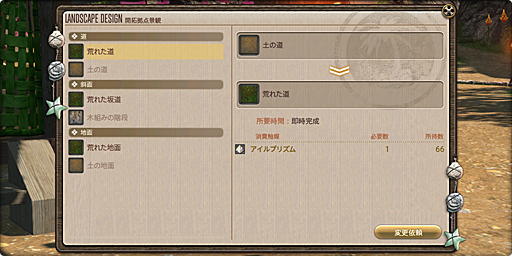 LANDSCAPE DESIGN 開拓拠点景観
道
荒れた道
土の道
斜面
荒れた坂道
木組みの階段
地面
荒れた地面
土の地面
土の道
荒れた道
所要時間：即時完成
消費触媒 必要数 所持数
アイルプリズム 1 66
変更依頼